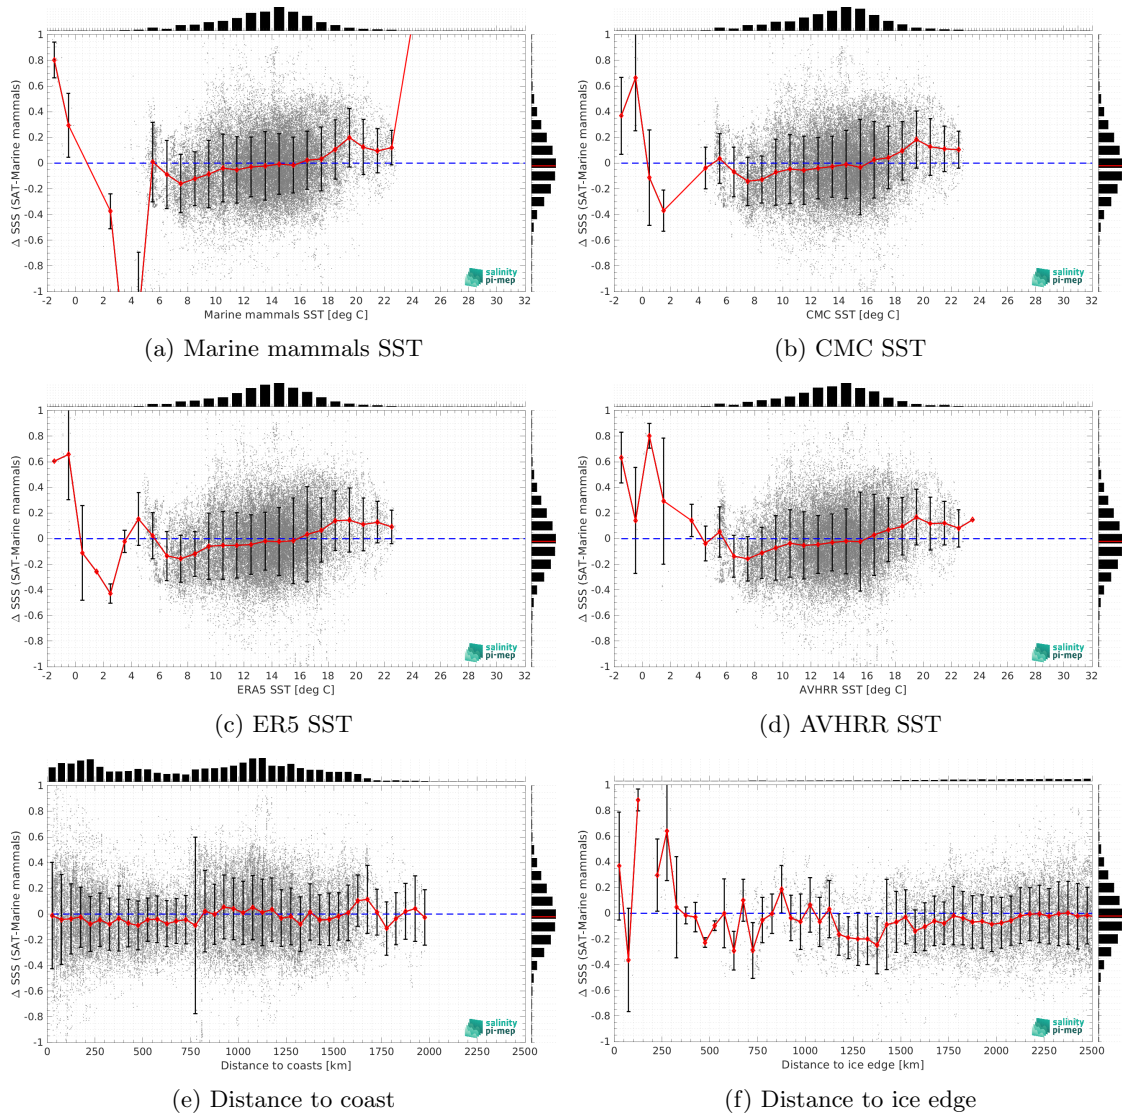 1
0.8
0.6
0.4
0.2
0
-0.2
-0.4
-0.6
-0.8
-1
Δ SSS (SAT-Marine mammals)
salinity
pi-mep
-2 0 2 4 6 8 10 12 14 16 18 20 22 24 26 28 30 32
Marine mammals SST [deg C]
(a) Marine mammals SST
1
0.8
0.6
0.4
0.2
0
-0.2
-0.4
-0.6
-0.8
-1
Δ SSS (SAT-Marine mammals)
salinity
pi-mep
-2 0 2 4 6 8 10 12 14 16 18 20 22 24 26 28 30 32
CMC SST [deg C]
(b) CMC SST
1
0.8
0.6
0.4
0.2
0
-0.2
-0.4
-0.6
-0.8
-1
Δ SSS (SAT-Marine mammals)
salinity
pi-mep
-2 0 2 4 6 8 10 12 14 16 18 20 22 24 26 28 30 32
ERA5 SST [deg C]
(c) ER5 SST
1
0.8
0.6
0.4
0.2
0
-0.2
-0.4
-0.6
-0.8
-1
Δ SSS (SAT-Marine mammals)
salinity
pi-mep
-2 0 2 4 6 8 10 12 14 16 18 20 22 24 26 28 30 32
AVHRR SST [deg C]
(d) AVHRR SST
1
0.8
0.6
0.4
0.2
0
-0.2
-0.4
-0.6
-0.8
-1
Δ SSS (SAT-Marine mammals)
salinity
pi-mep
0 250 500 750 1000 1250 1500 1750 2000 2250 2500
Distance to coasts [km]
(e) Distance to coast
1
0.8
0.6
0.4
0.2
0
-0.2
-0.4
-0.6
-0.8
-1
Δ SSS (SAT-Marine mammals)
salinity
pi-mep
0 250 500 750 1000 1250 1500 1750 2000 2250 2500
Distance to ice edge [km]
(f) Distance to ice edge